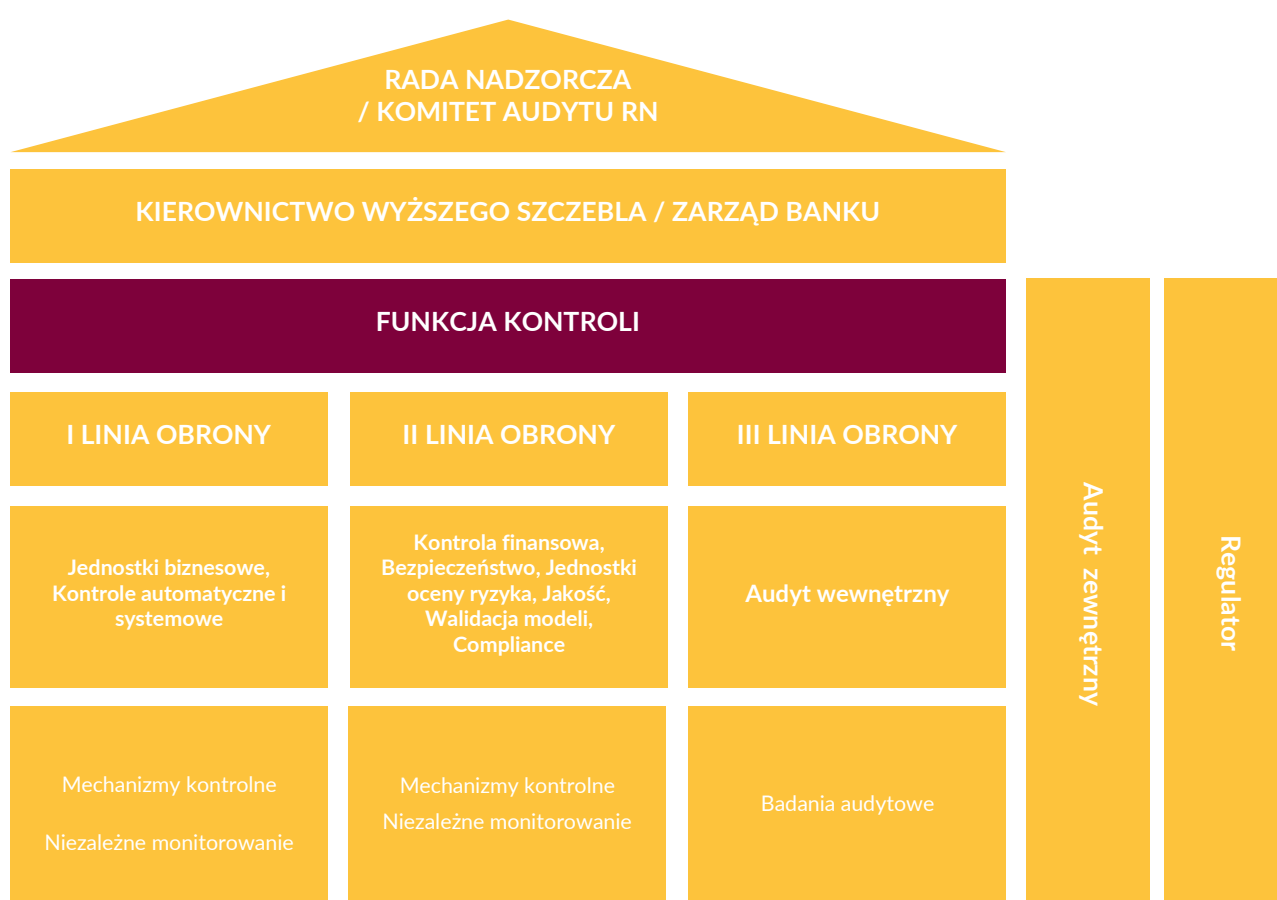 RADA NADZORCZA
/ KOMITET AUDYTU RN
KIEROWNICTWO WYŻSZEGO SZCZEBLA / ZARZĄD BANKU
FUNKCJA KONTROLI
I LINIA OBRONY
II LINIA OBRONY
III LINIA OBRONY
Jednostki biznesowe,
Kontrole automatyczne i
systemowe
Kontrola finansowa,
Bezpieczeństwo, Jednostki
oceny ryzyka, Jakość,
Walidacja modeli,
Compliance
Audyt wewnętrzny
Mechanizmy kontrolne
Niezależne monitorowanie
Mechanizmy kontrolne
Niezależne monitorowanie
Badania audytowe
Audyt zewnętrzny
Regulator